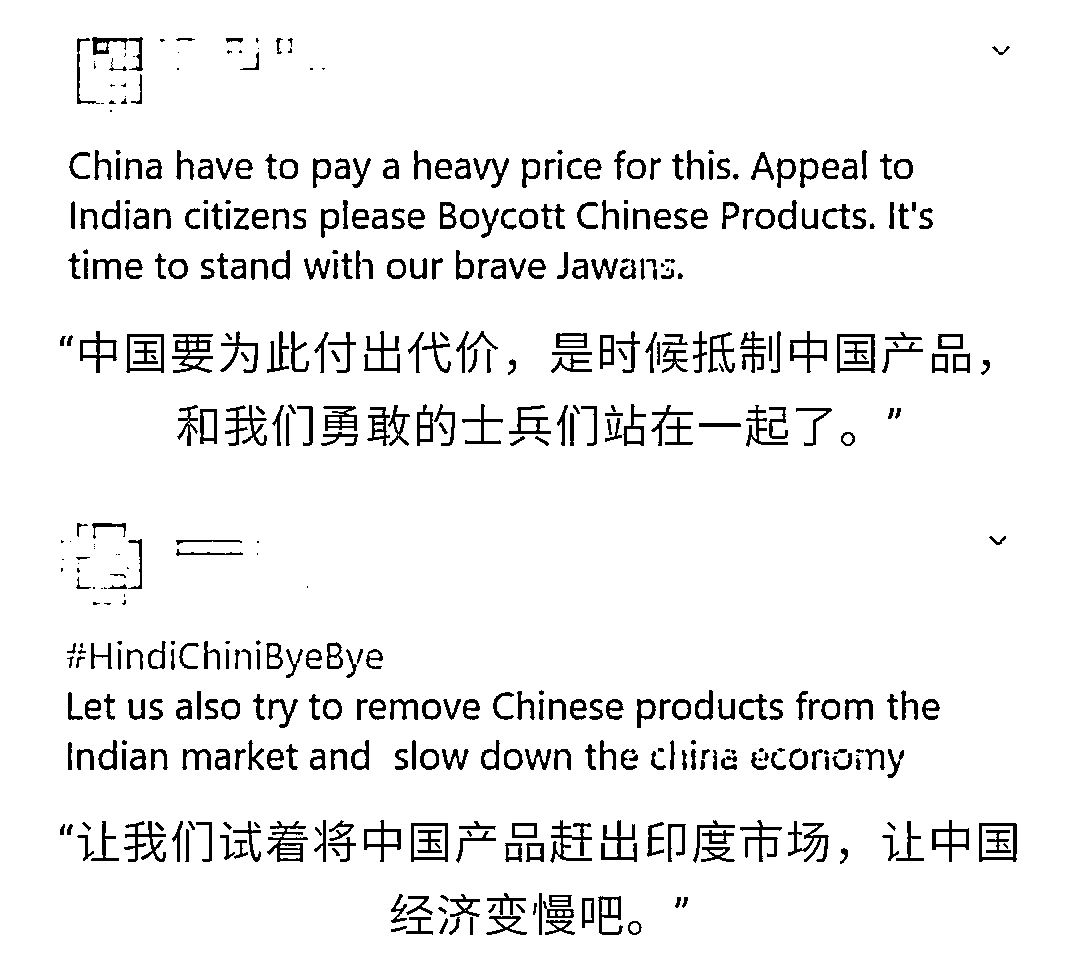 China have to pay a heavy price for this. Appeal to
Indian citizens please Boycott Chinese Products. It's
time to stand with our brave Jawans.
“中国要为此付出代价，是时候抵制中国产品，
和我们勇敢的士兵们站在一起了。”
#HindiChiniByeBye
Let us also try to remove Chinese products from the
Indian market and slow down the china economy
“让我们试着将中国产品赶出印度市场，让中国
经济变慢吧。”